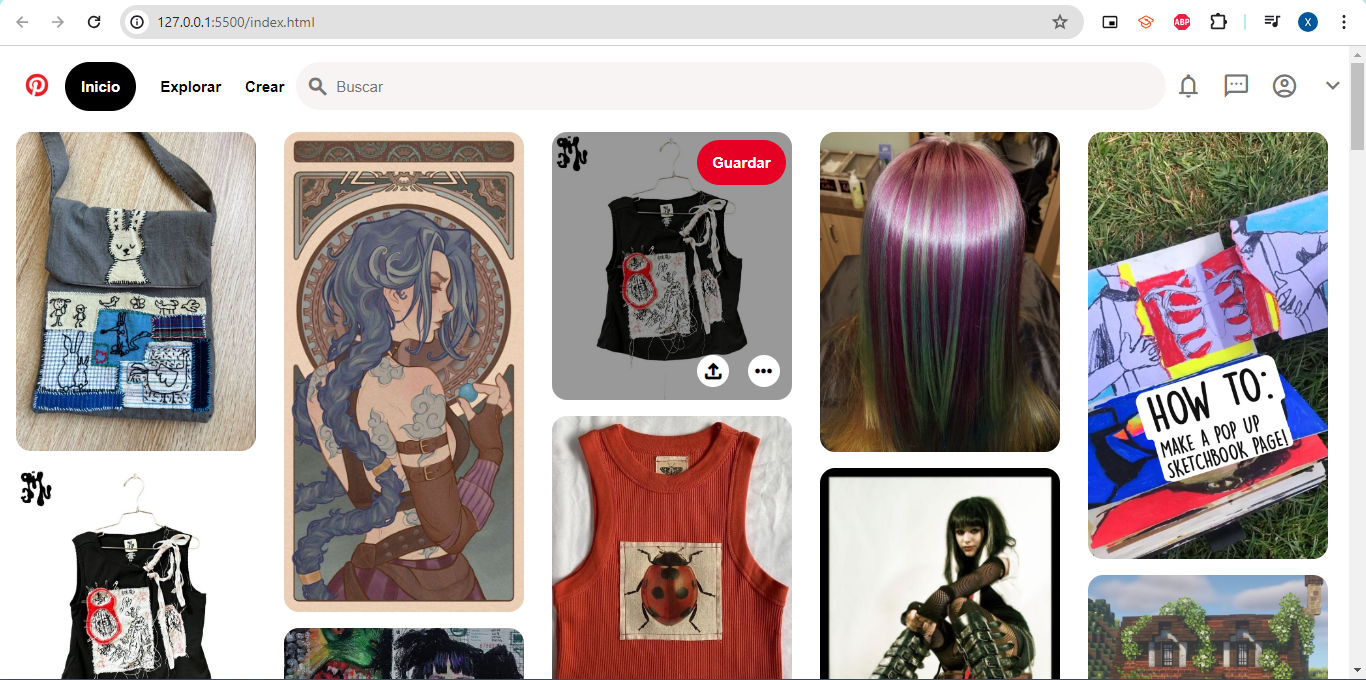 127.0.0.1:5500/index.html
ABP
X
Inicio
Explorar
Crear
Buscar
Guardar
HOW TO:
MAKE A POP UP
SKETCHBOOK PAGE!